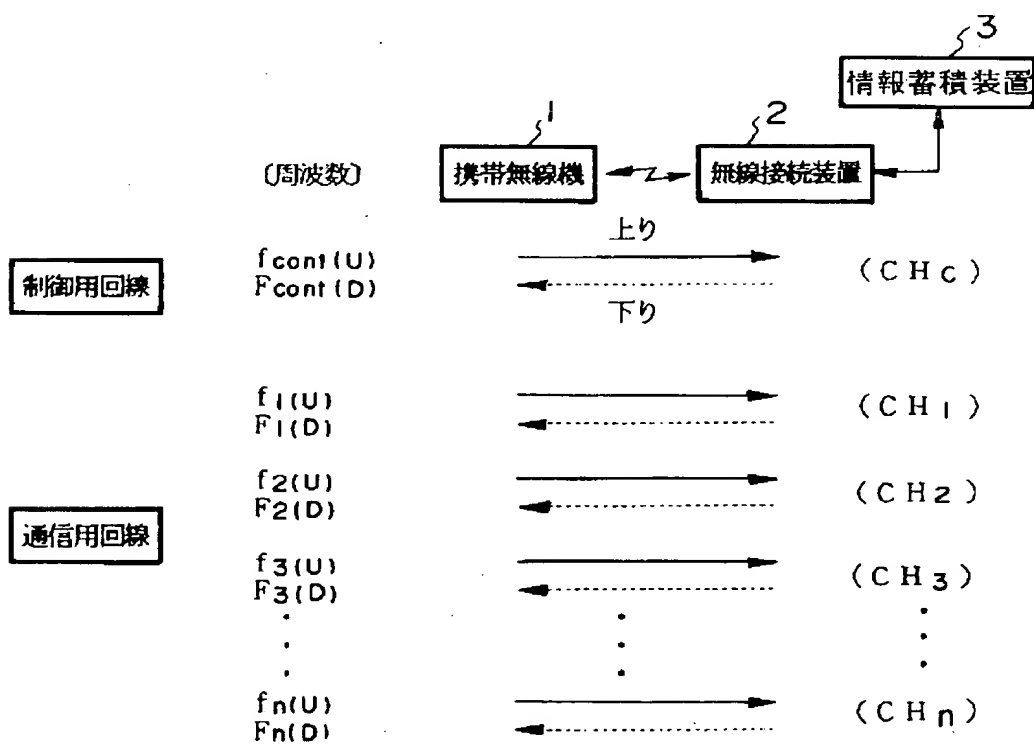 3
情報蓄積装置
1 2
〔周波数〕 携帯無線機 無線接続装置
上り
制御用回線 fcont(U) (CHC)
Fcont(D)
下り
f1(U) (CH1)
F1(D)
f2(U) (CH2)
F2(D)
通信用回線
f3(U) (CH3)
F3(D)
fn(U) (CHn)
Fn(D)